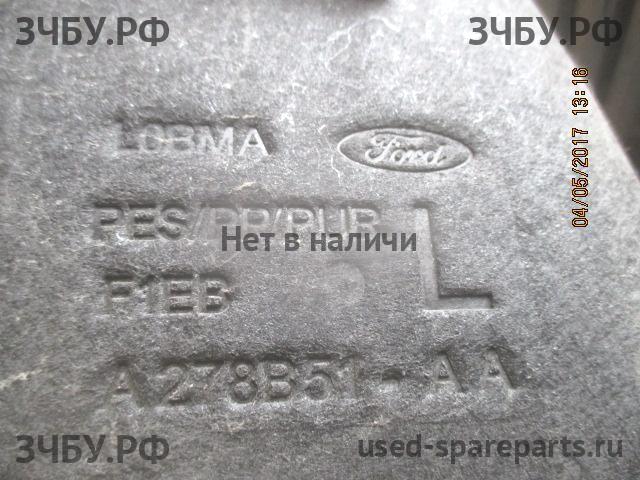 ЗЧБУ.РФ ЗЧБУ.РФ
LCBMA Ford
PES/PP/PUR L
Нет в наличи
F1EB
A278B51-AA
04/05/2017 13:16
ЗЧБУ.РФ used-spareparts.ru